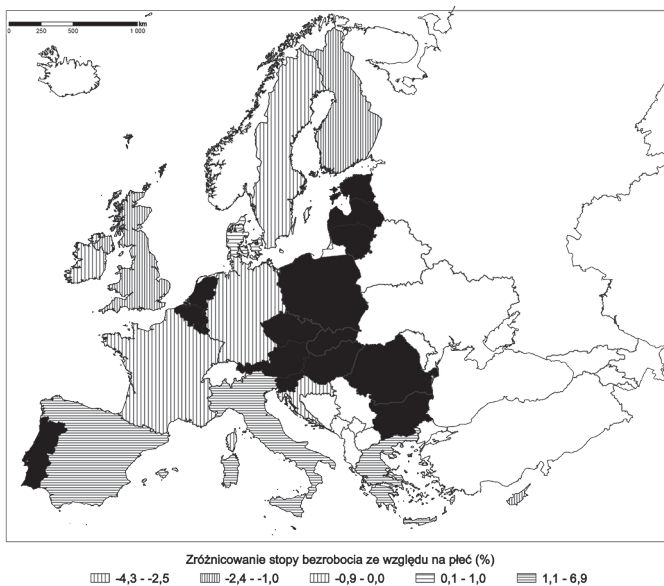 km
0 250 500 1 000
Zróżnicowanie stopy bezrobocia ze względu na płeć (%)
-4,3 - -2,5 -2,4 - -1,0 -0,9 - 0,0 0,1 - 1,0 1,1 - 6,9